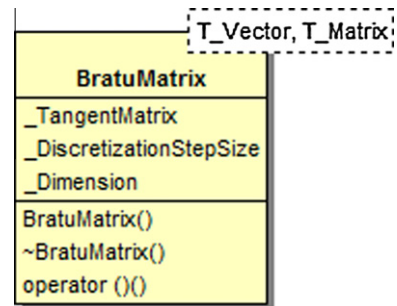 T_Vector, T_Matrix
BratuMatrix
_TangentMatrix
_DiscretizationStepSize
_Dimension
BratuMatrix()
~BratuMatrix()
operator ()()